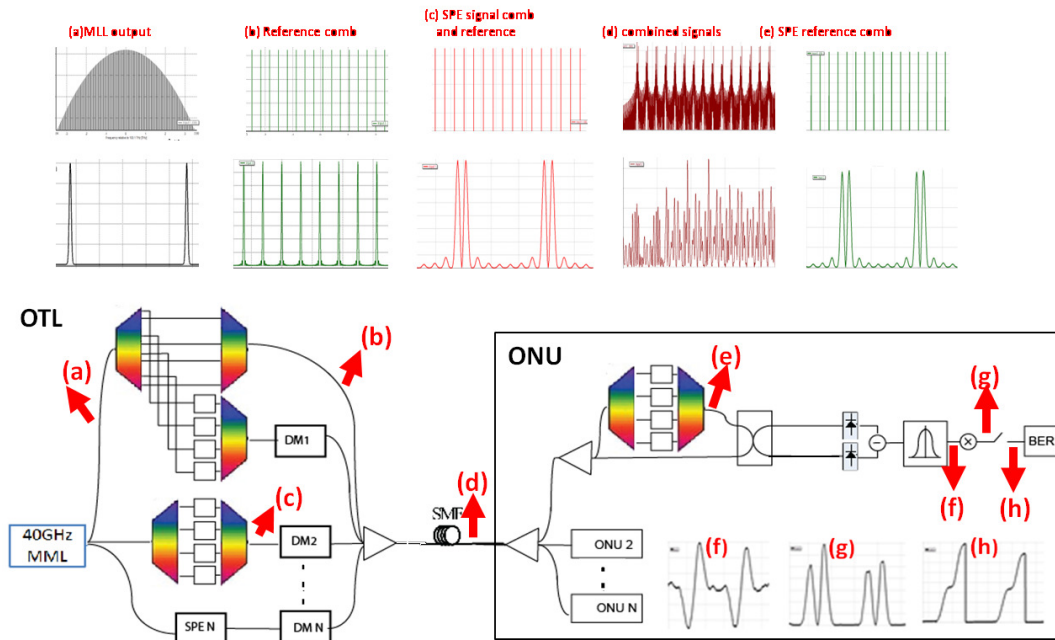 (a)MLL output
(b) Reference comb
(c) SPE signal comb
and reference
(d) combined signals
(e) SPE reference comb
OTL
(a)
(b)
(c)
DM1
40GHz
MML
DM2
SPE N
DM N
SMF
(d)
ONU
(e)
(g)
BER
(f)
(h)
ONU 2
ONU N
(f)
(g)
(h)